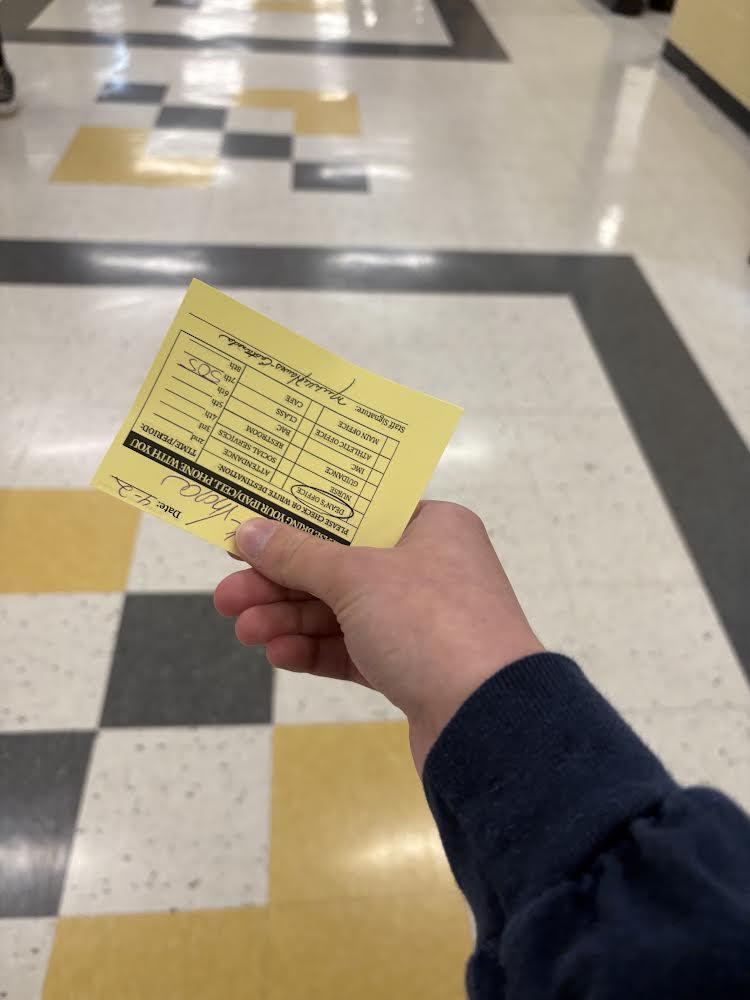 Date: 4-2
BRING YOUR IPAD/CELL PHONE WITH YOU
PLEASE CHECK OR WRITE DESTINATION:
DEAN'S OFFICE
NURSE
GUIDANCE
IMC
ATHLETIC OFFICE
MAIN OFFICE
ATTENDANCE
SOCIAL SERVICES
RESTROOM
BAC
CLASS
CAFE
TIME/PERIOD:
2nd
3rd
4th
5th
6th
7th 505
8th
Staff Signature: